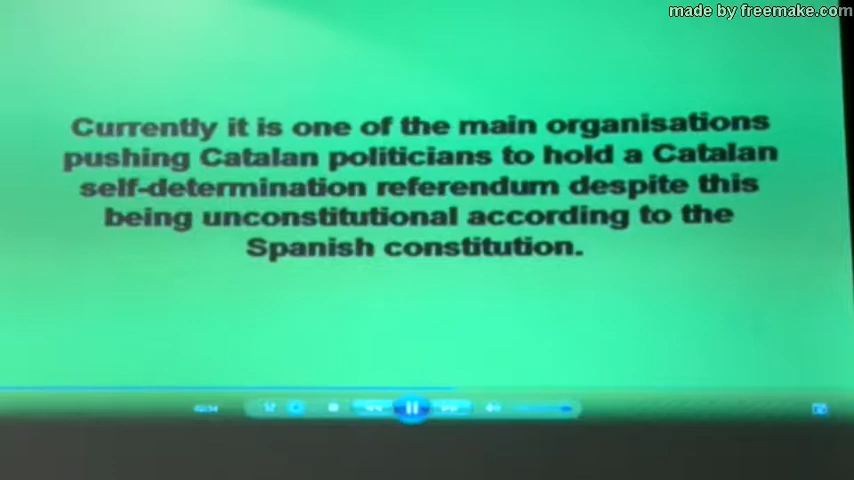 made by freemake.com
Currently it is one of the main organisations
pushing Catalan politicians to hold a Catalan
self-determination referendum despite this
being unconstitutional according to the
Spanish constitution.